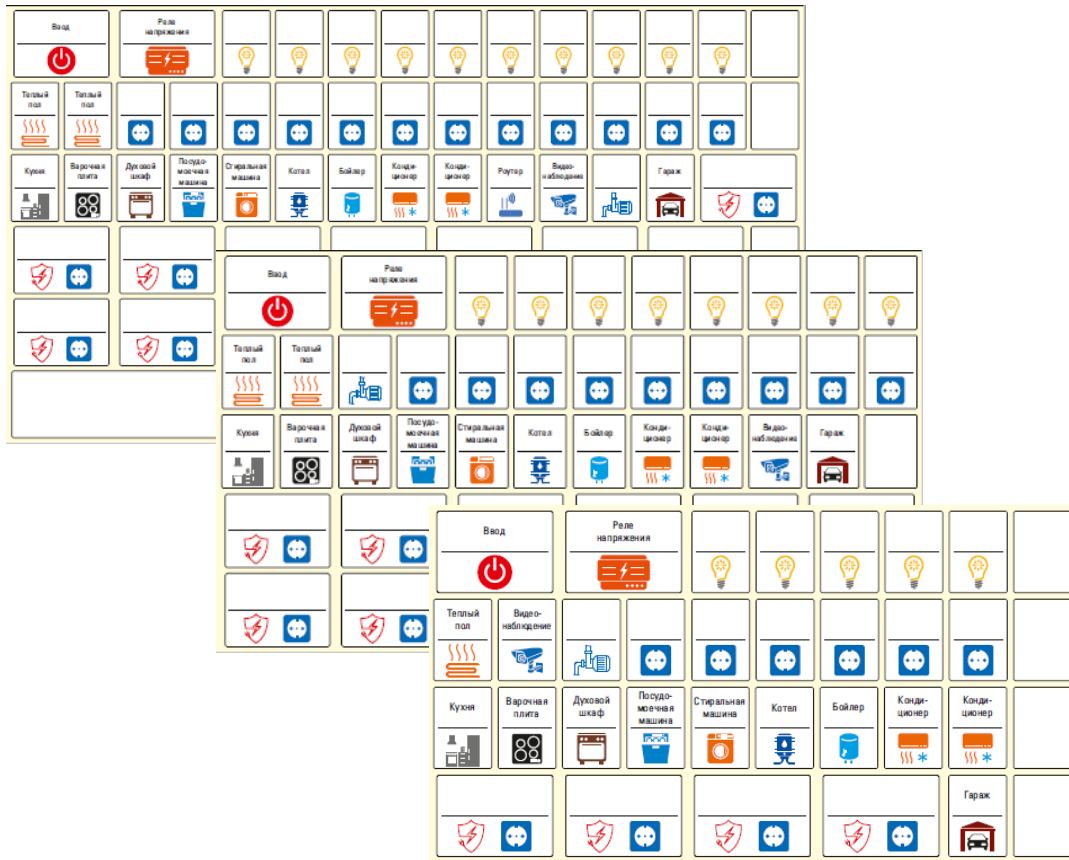 Ввод
Реле
напряжения
Теплый
пол
Теплый
пол
Кухня
Варочная
плита
Духовой
шкаф
Посудо-
моечная
машина
Стиральная
машина
Котел
Бойлер
Конди-
ционер
Конди-
ционер
Роутер
Видео-
наблюдение
Гараж
Ввод
Реле
напряжения
Теплый
пол
Теплый
пол
Кухня
Варочная
плита
Духовой
шкаф
Посудо-
моечная
машина
Стиральная
машина
Котел
Бойлер
Конди-
ционер
Конди-
ционер
Видео-
наблюдение
Гараж
Ввод
Реле
напряжения
Теплый
пол
Видео-
наблюдение
Кухня
Варочная
плита
Духовой
шкаф
Посудо-
моечная
машина
Стиральная
машина
Котел
Бойлер
Конди-
ционер
Конди-
ционер
Гараж